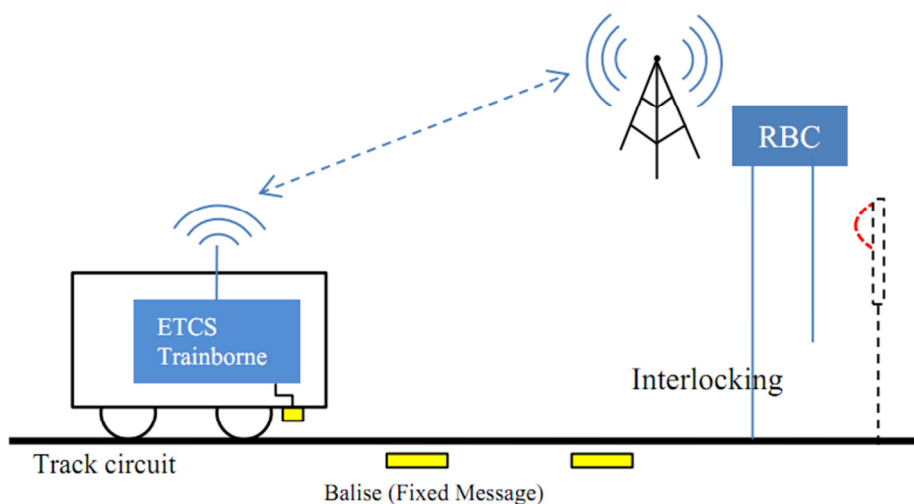 RBC
ETCS
Trainborne
Interlocking
Track circuit
Balise (Fixed Message)